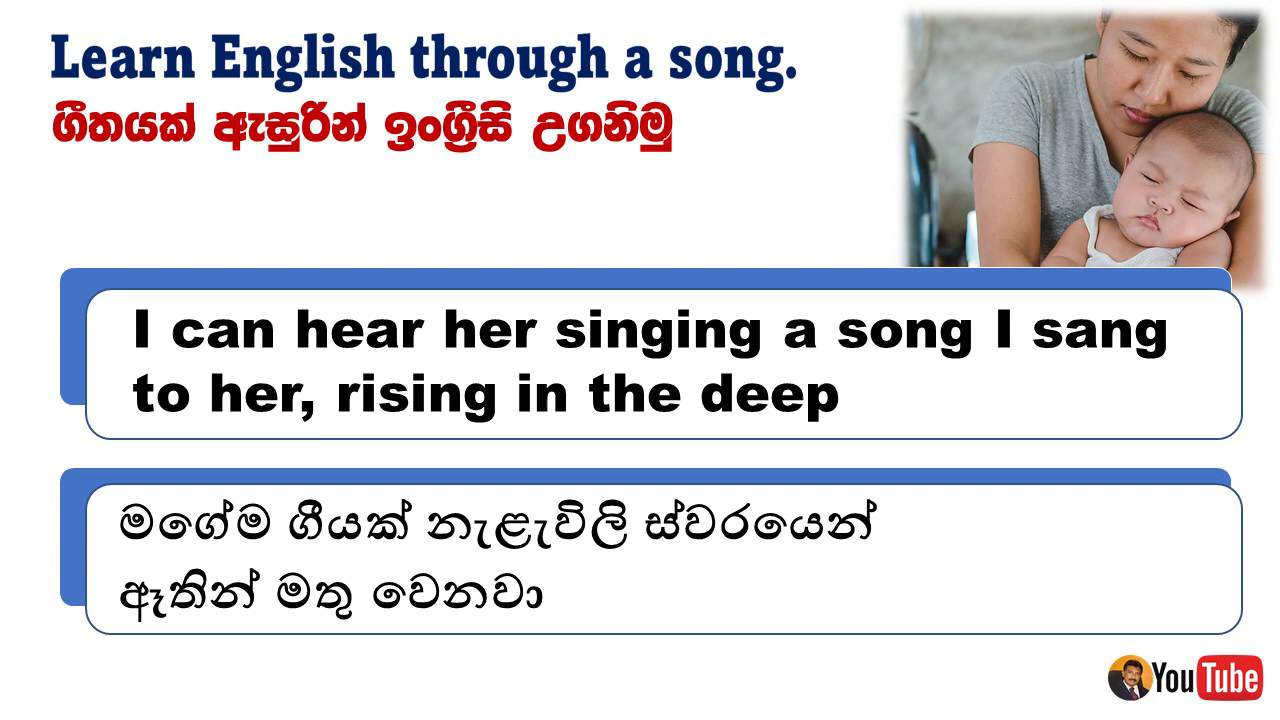 Learn English through a song.
ගීතයක් ඇසුරින් ඉංග්‍රීසි උගනිමු
I can hear her singing a song I sang
to her, rising in the deep
මගේම ගීයක් නැළැවිලි ස්වරයෙන්
ඈතින් මතු වෙනවා
YouTube